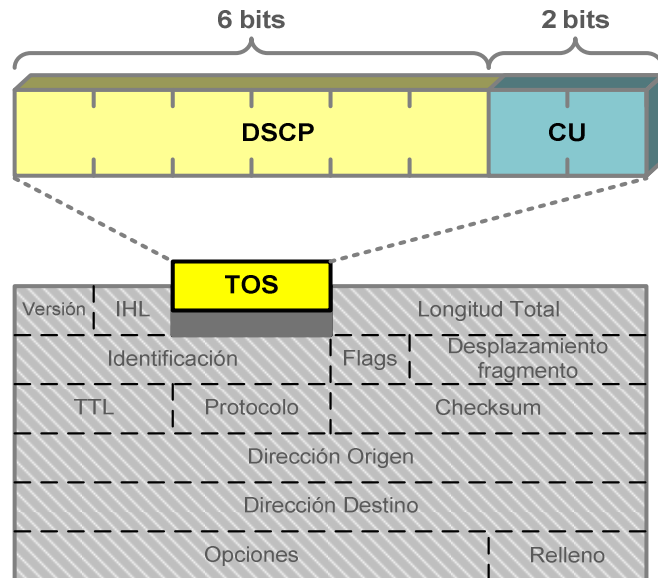 6 bits
2 bits
DSCP
CU
TOS
Versión
IHL
Longitud Total
Identificación
Flags
Desplazamiento
fragmento
TTL
Protocolo
Checksum
Dirección Origen
Dirección Destino
Opciones
Relleno